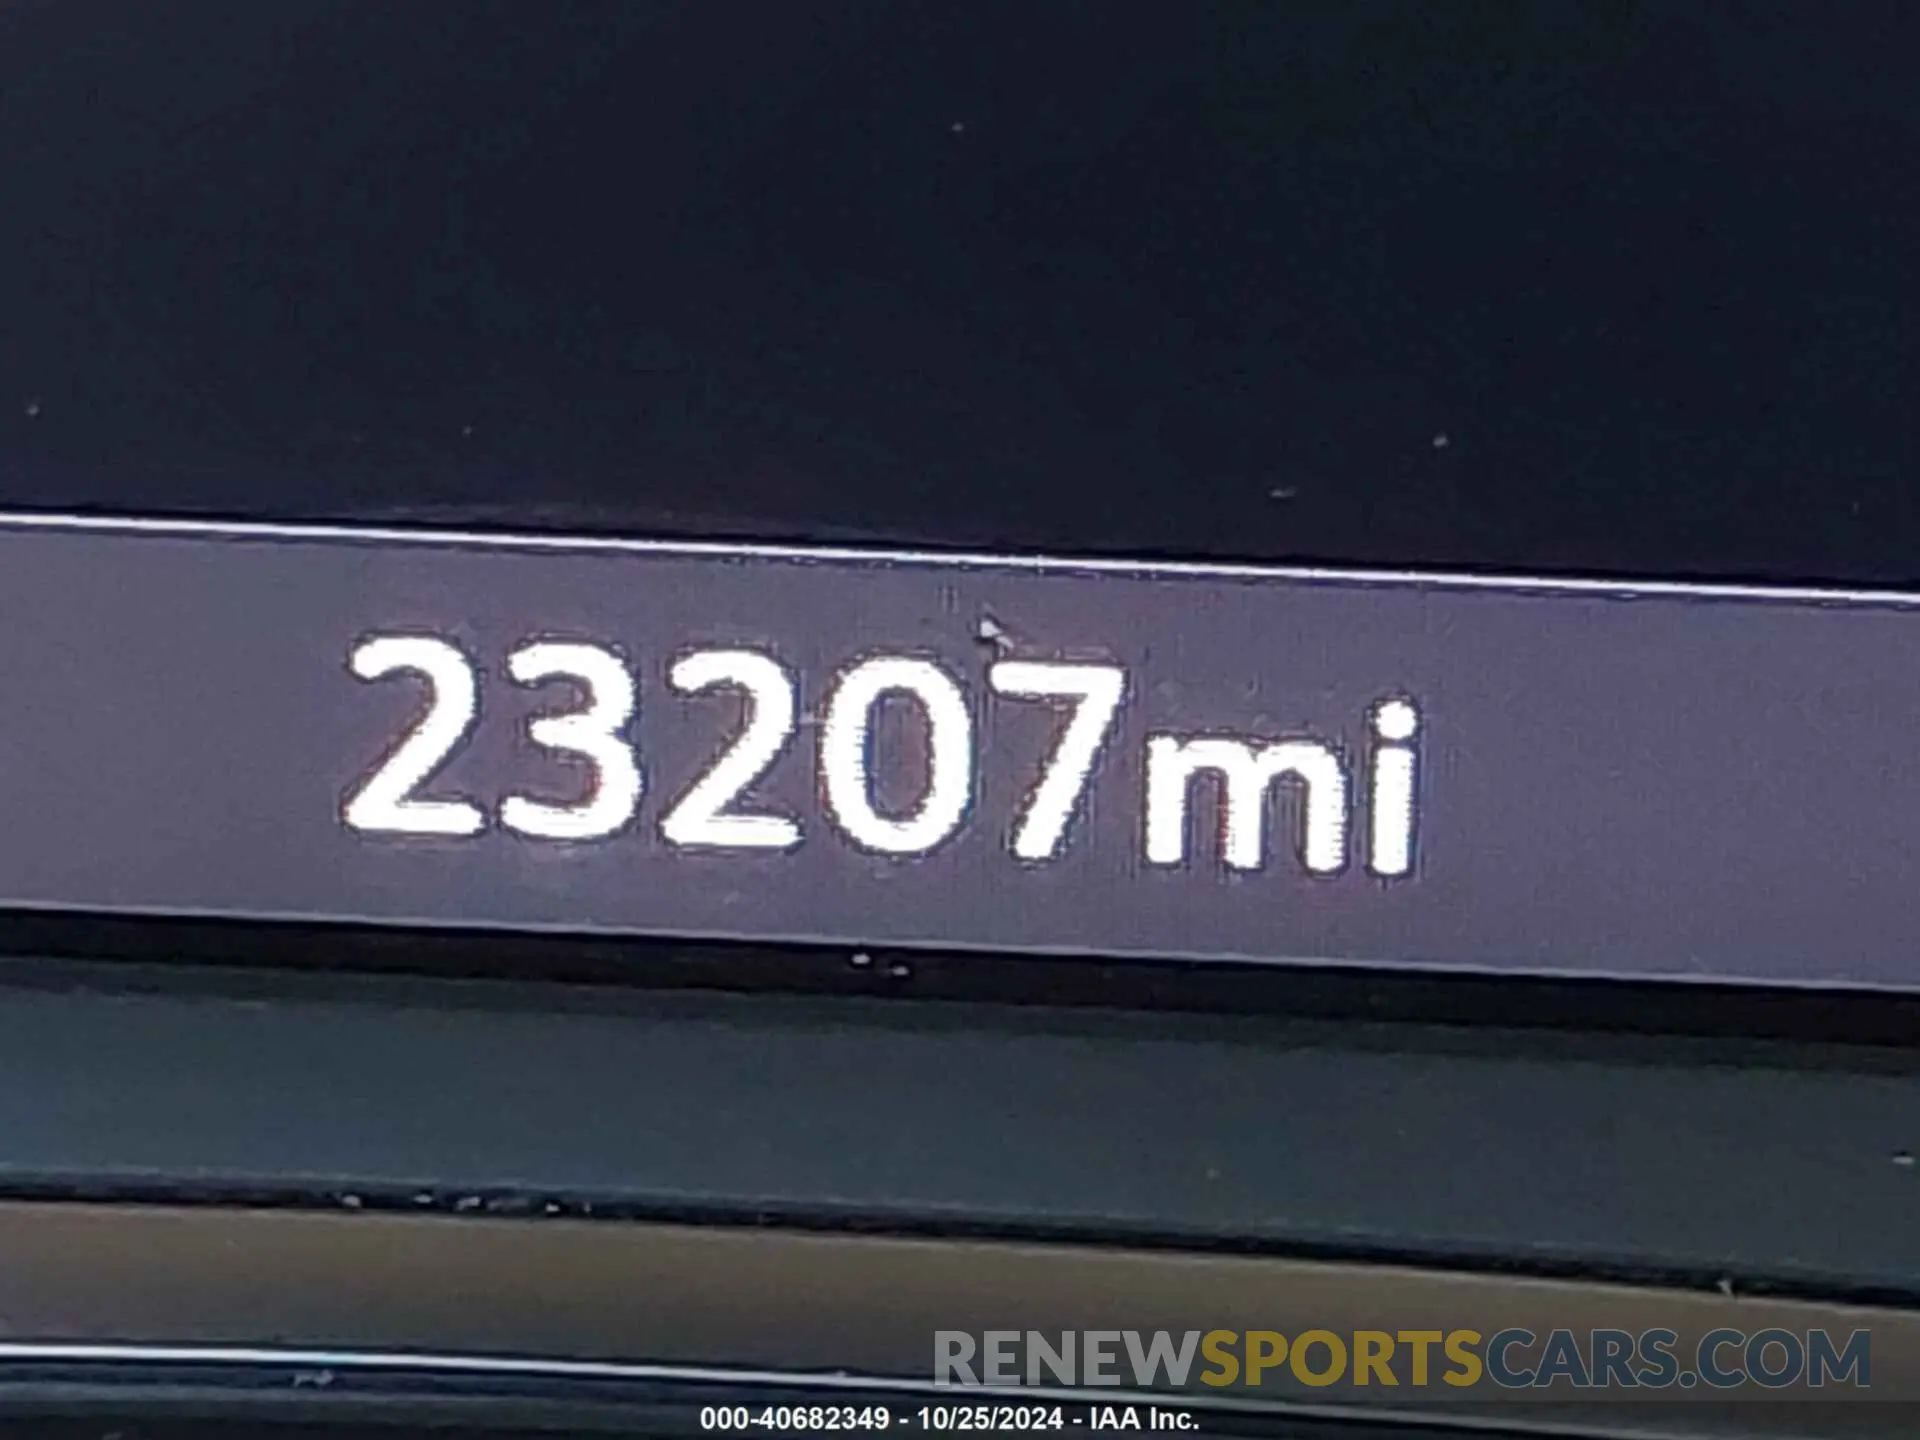 23207mi
RENEWSPORTSCARS.COM
000-40682349 - 10/25/2024 - IAA Inc.